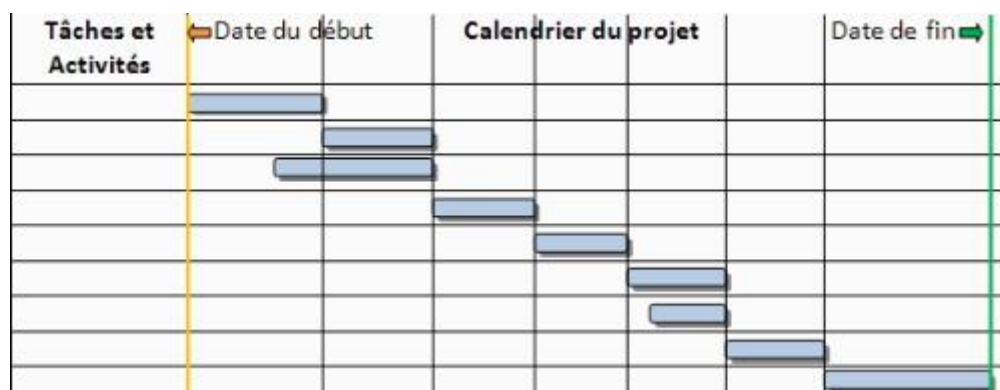 Tâches et
Activités
Date du début
Calendrier du projet
Date de fin